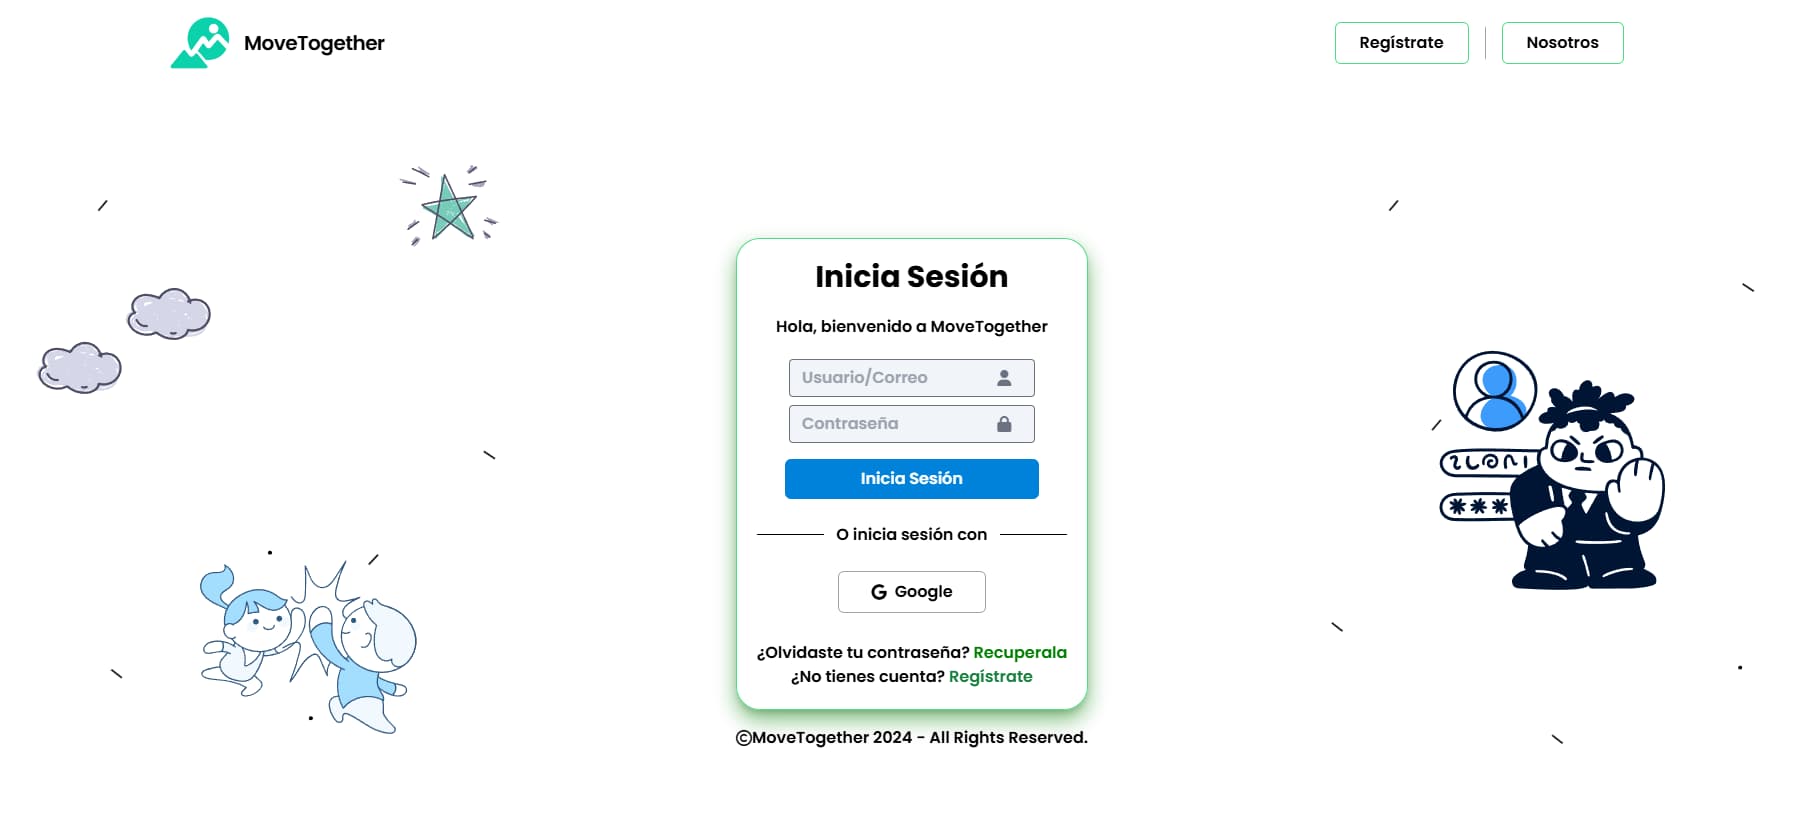 MoveTogether
Regístrate
Nosotros
Inicia Sesión
Hola, bienvenido a MoveTogether
Usuario/Correo
Contraseña
Inicia Sesión
O inicia sesión con
Google
¿Olvidaste tu contraseña? Recuperala
¿No tienes cuenta? Regístrate
©MoveTogether 2024 - All Rights Reserved.
***